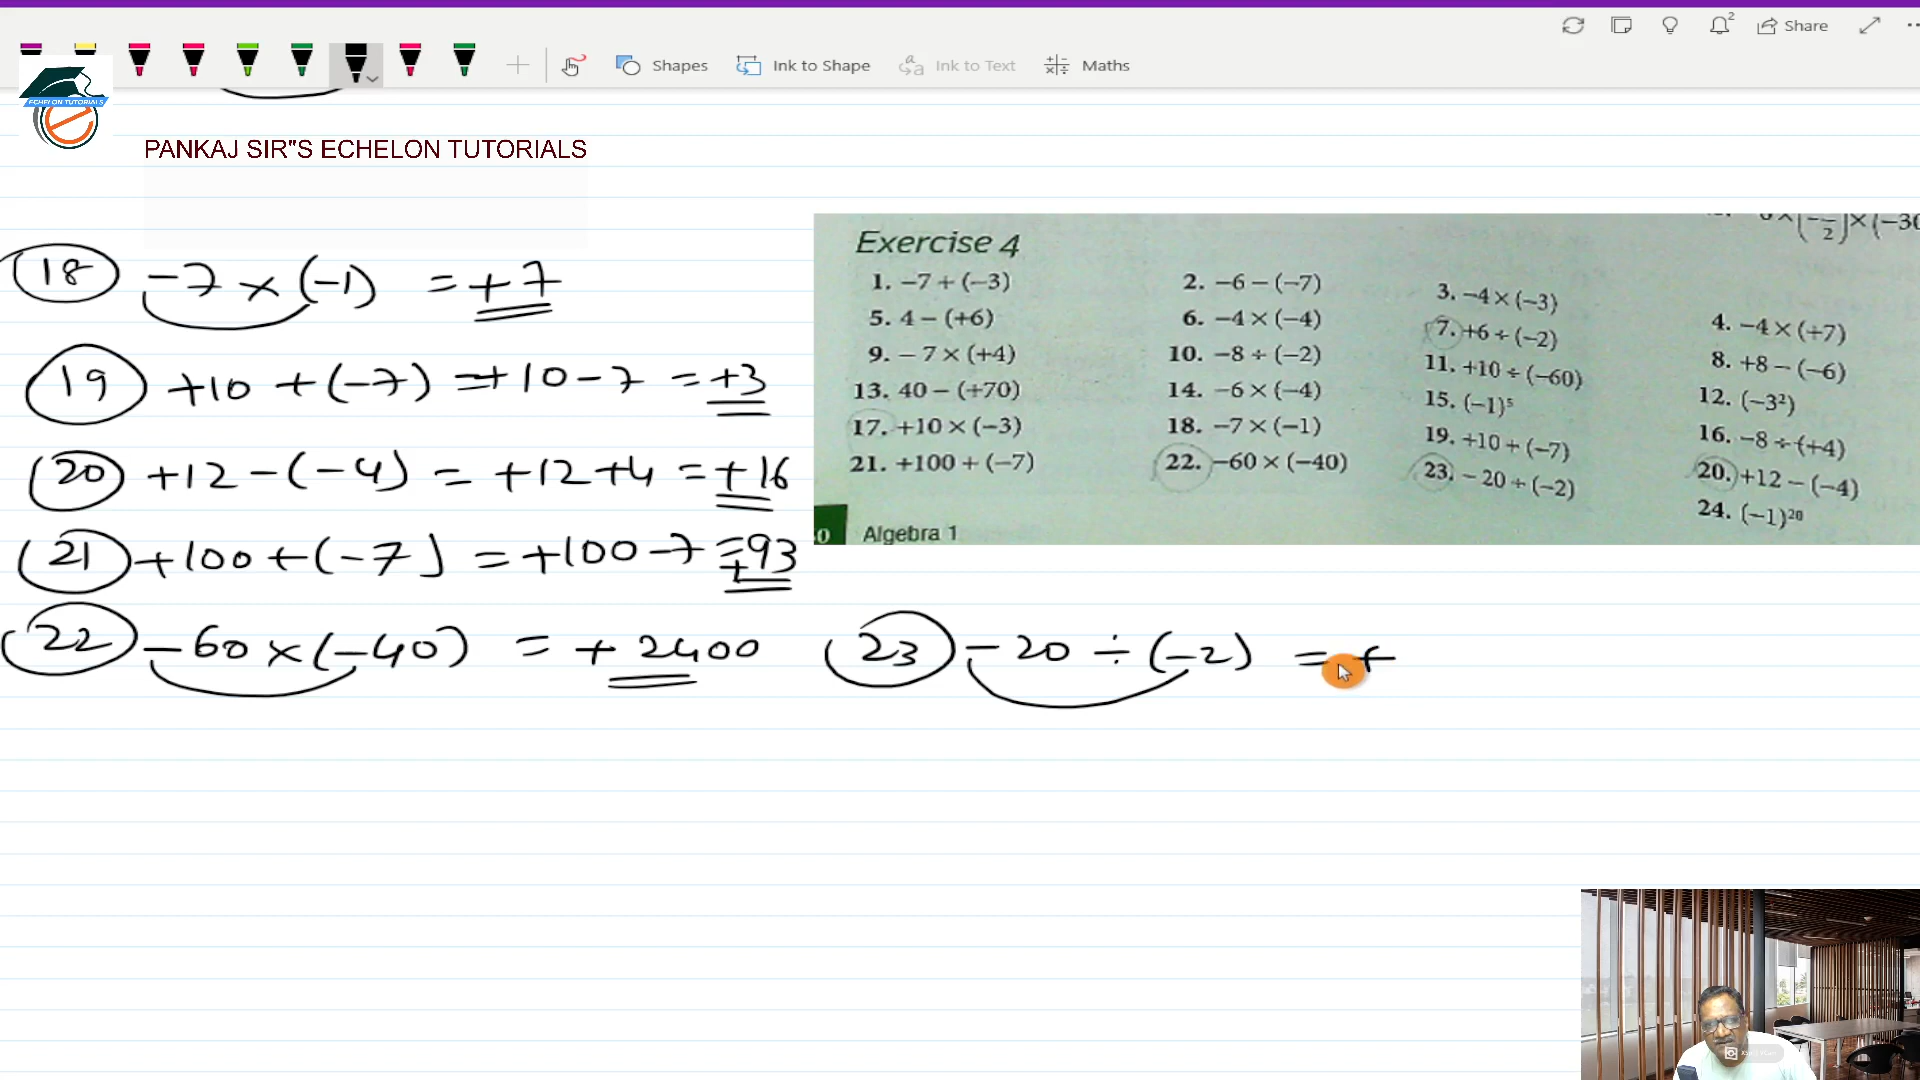 2
Share
Shapes
Ink to Shape
Ink to Text
Maths
ECHELON TUTORIALS
PANKAJ SIR"S ECHELON TUTORIALS
18 -7 × (-1) = +7
19 +10 + (-7) = +10-7 = +3
20 +12 - (-4) = +12+4 = +16
21 +100 + (-7) = +100-7 = +93
22 -60 × (-40) = +2400
23 -20 ÷ (-2) = +
Exercise 4
1. -7 + (-3) 2. -6 - (-7) 3. -4 × (-3) 4. -4 × (+7)
5. 4 - (+6) 6. -4 × (-4) 7. +6 ÷ (-2) 8. +8 - (-6)
9. -7 × (+4) 10. -8 ÷ (-2) 11. +10 ÷ (-60) 12. (-3²)
13. 40 - (+70) 14. -6 × (-4) 15. (-1)⁵ 16. -8 ÷ (+4)
17. +10 × (-3) 18. -7 × (-1) 19. +10 + (-7) 20. +12 - (-4)
21. +100 + (-7) 22. -60 × (-40) 23. -20 ÷ (-2) 24. (-1)²⁰
0 Algebra 1